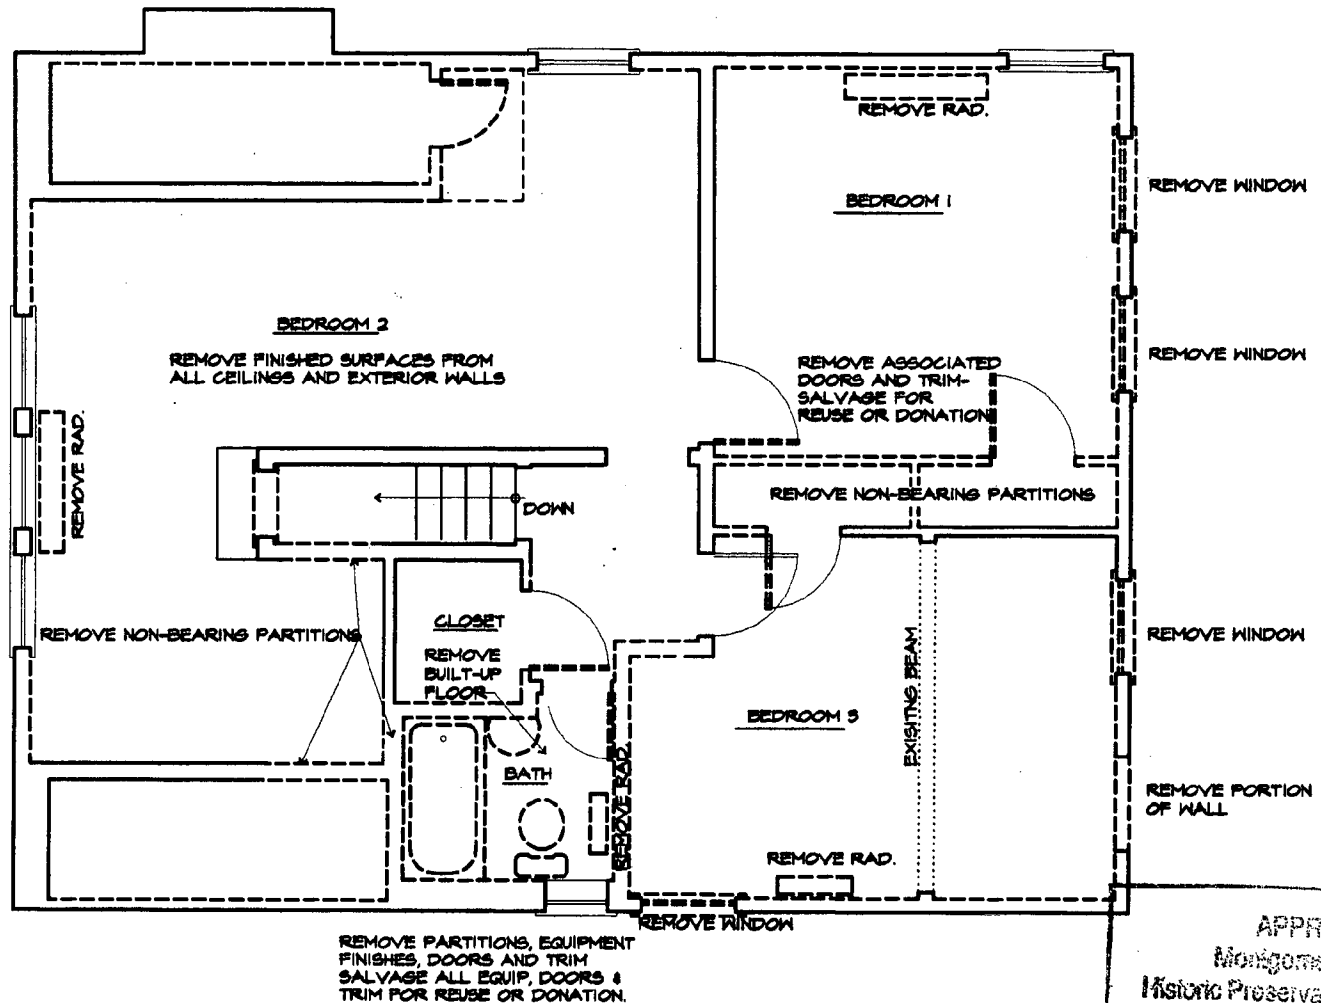 REMOVE RAD.
REMOVE WINDOW
BEDROOM 1
BEDROOM 2
REMOVE FINISHED SURFACES FROM
ALL CEILINGS AND EXTERIOR WALLS
REMOVE WINDOW
REMOVE ASSOCIATED
DOORS AND TRIM-
SALVAGE FOR
REUSE OR DONATION
REMOVE RAD.
REMOVE NON-BEARING PARTITIONS
DOWN
CLOSET
REMOVE NON-BEARING PARTITIONS
REMOVE WINDOW
REMOVE
BUILT-UP
FLOOR
EXISITNG BEAM
BEDROOM 3
BATH
REMOVE RAD.
REMOVE PORTION
OF WALL
REMOVE RAD.
REMOVE WINDOW
REMOVE PARTITIONS, EQUIPMENT
FINISHES, DOORS AND TRIM
SALVAGE ALL EQUIP, DOORS &
TRIM FOR REUSE OR DONATION.
APPR
Montgome
Historic Preserva